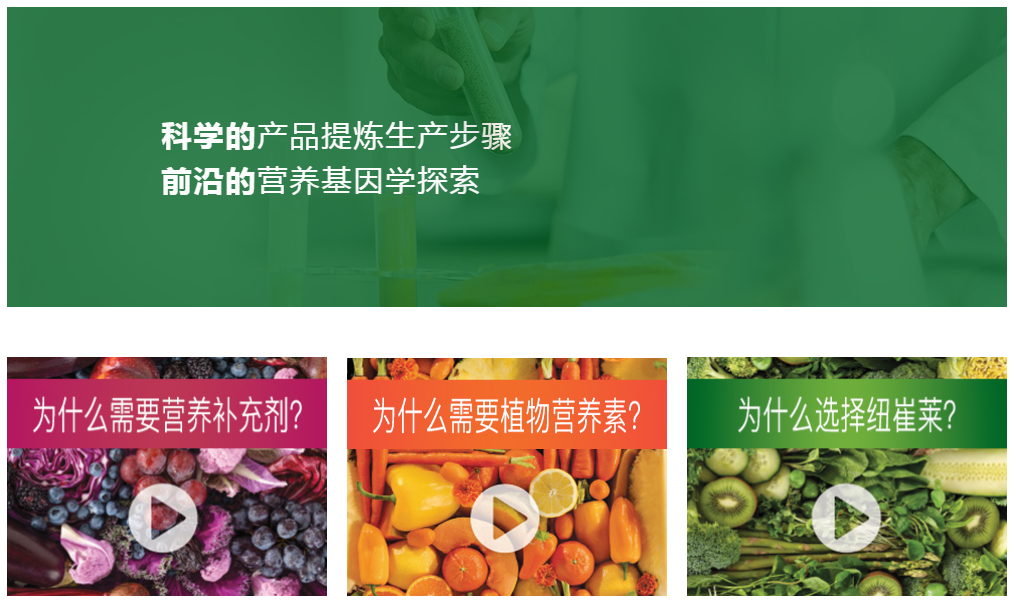 科学的产品提炼生产步骤
前沿的营养基因学探索
为什么需要营养补充剂?
为什么需要植物营养素?
为什么选择纽崔莱?